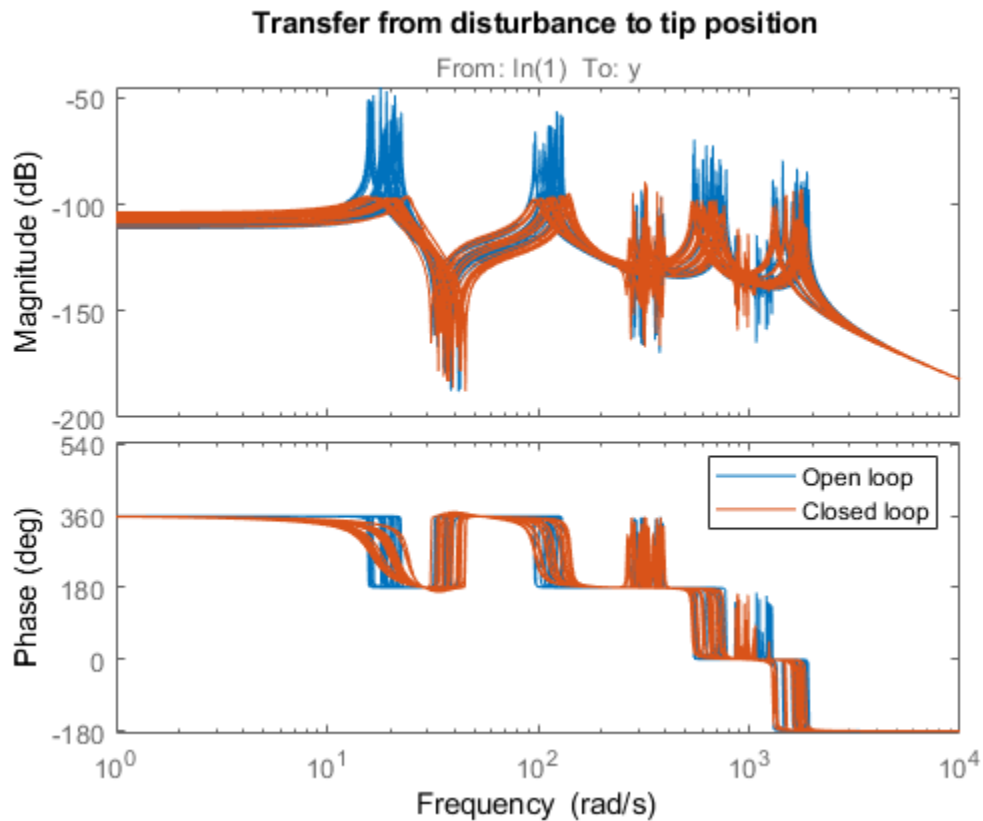 Transfer from disturbance to tip position
From: In(1) To: y
Magnitude (dB)
-50
-100
-150
-200
Phase (deg)
540
360
180
0
-180
Open loop
Closed loop
10^0 10^1 10^2 10^3 10^4
Frequency (rad/s)